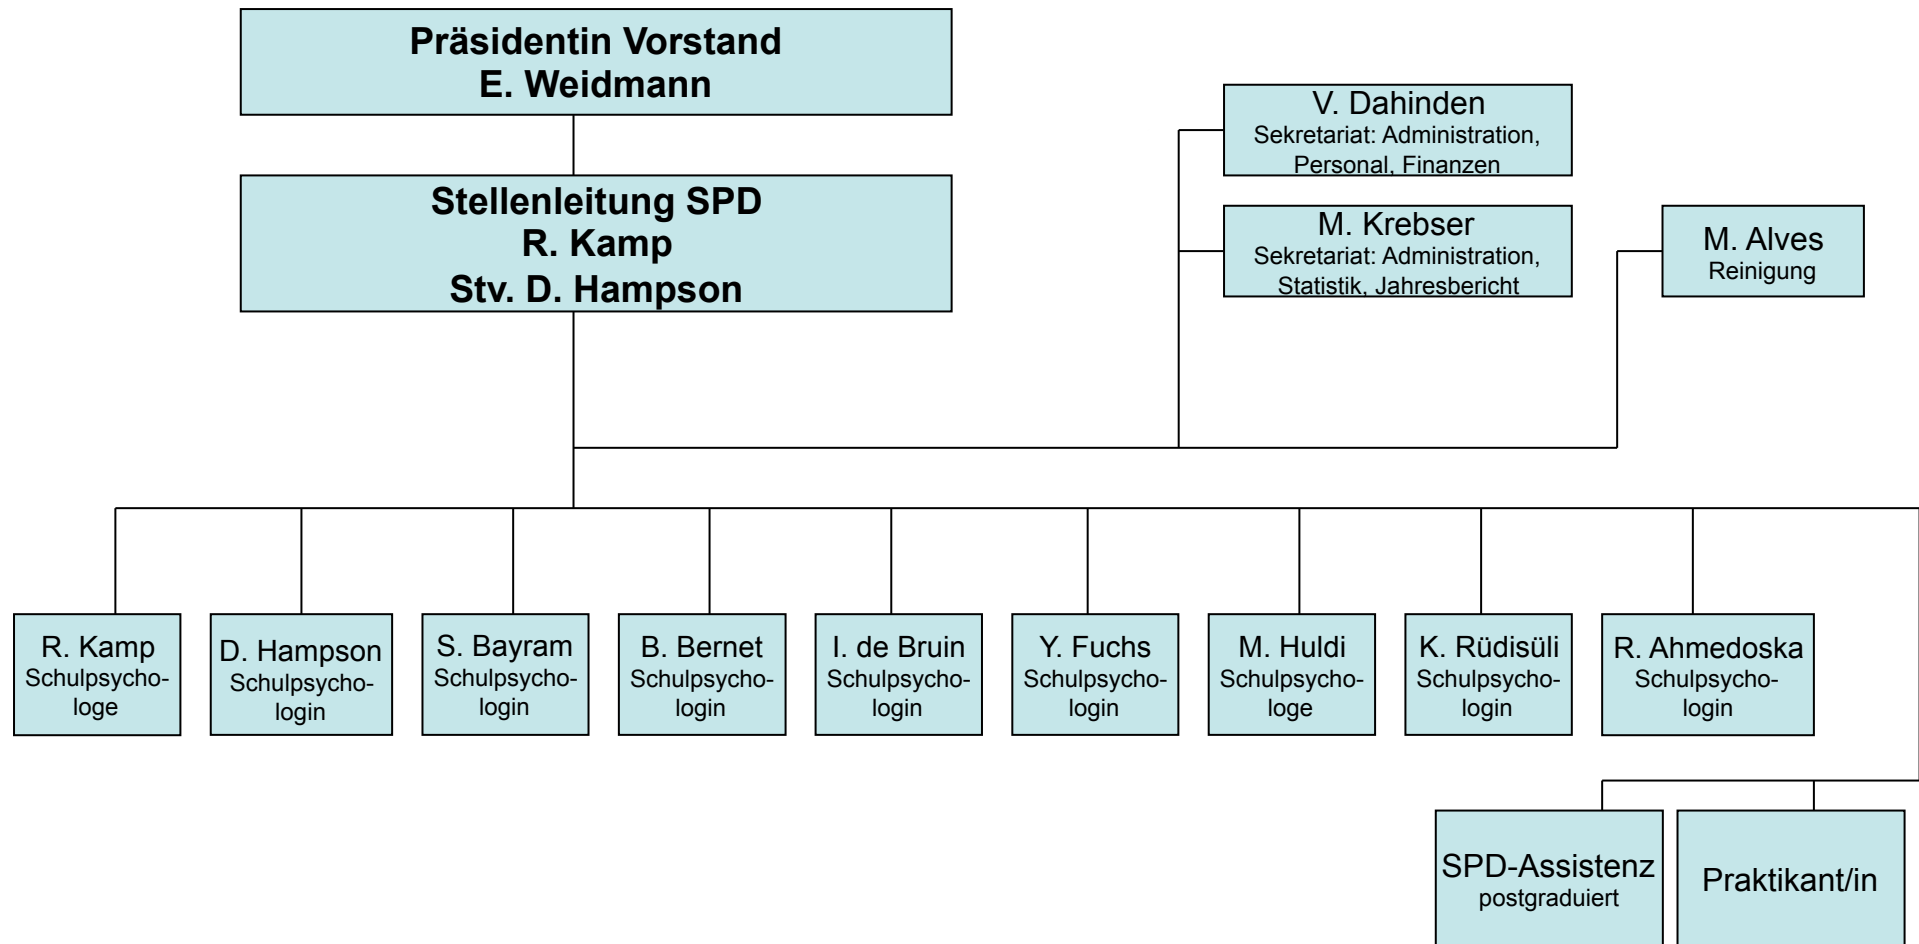 Präsidentin Vorstand
E. Weidmann
V. Dahinden
Sekretariat: Administration,
Personal, Finanzen
Stellenleitung SPD
R. Kamp
Stv. D. Hampson
M. Krebser
Sekretariat: Administration,
Statistik, Jahresbericht
M. Alves
Reinigung
R. Kamp
Schulpsycho-
loge
D. Hampson
Schulpsycho-
login
S. Bayram
Schulpsycho-
login
B. Bernet
Schulpsycho-
login
I. de Bruin
Schulpsycho-
login
Y. Fuchs
Schulpsycho-
login
M. Huldi
Schulpsycho-
loge
K. Rüdisüli
Schulpsycho-
login
R. Ahmedoska
Schulpsycho-
login
SPD-Assistenz
postgraduiert
Praktikant/in